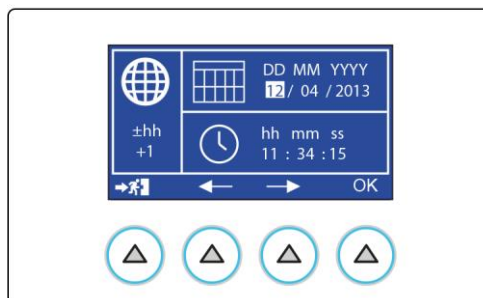 DD MM YYYY
12 / 04 / 2013
±hh
+1
hh mm ss
11 : 34 : 15
OK